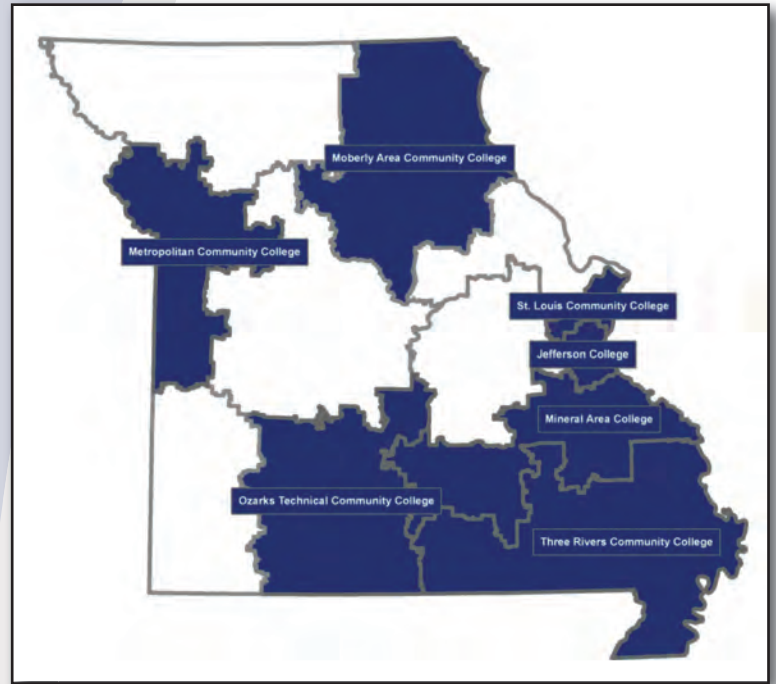 Moberly Area Community College
Metropolitan Community College
St. Louis Community College
Jefferson College
Mineral Area College
Ozarks Technical Community College
Three Rivers Community College